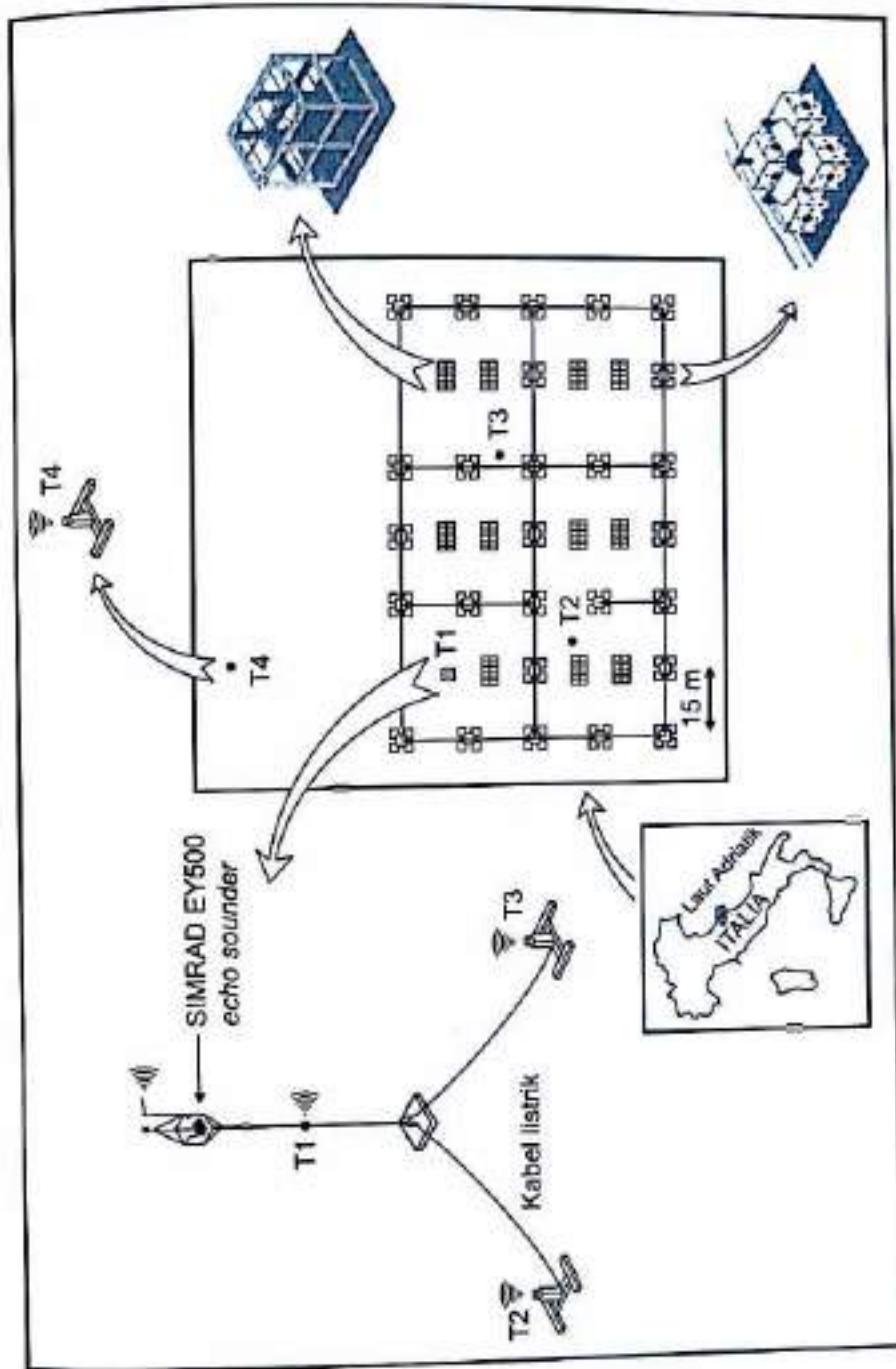 SIMRAD EY500
echo sounder
T1
T2
T3
Kabel listrik
T4
T4
T1
T2
T3
15 m
Laut Adriatik
ITALIA